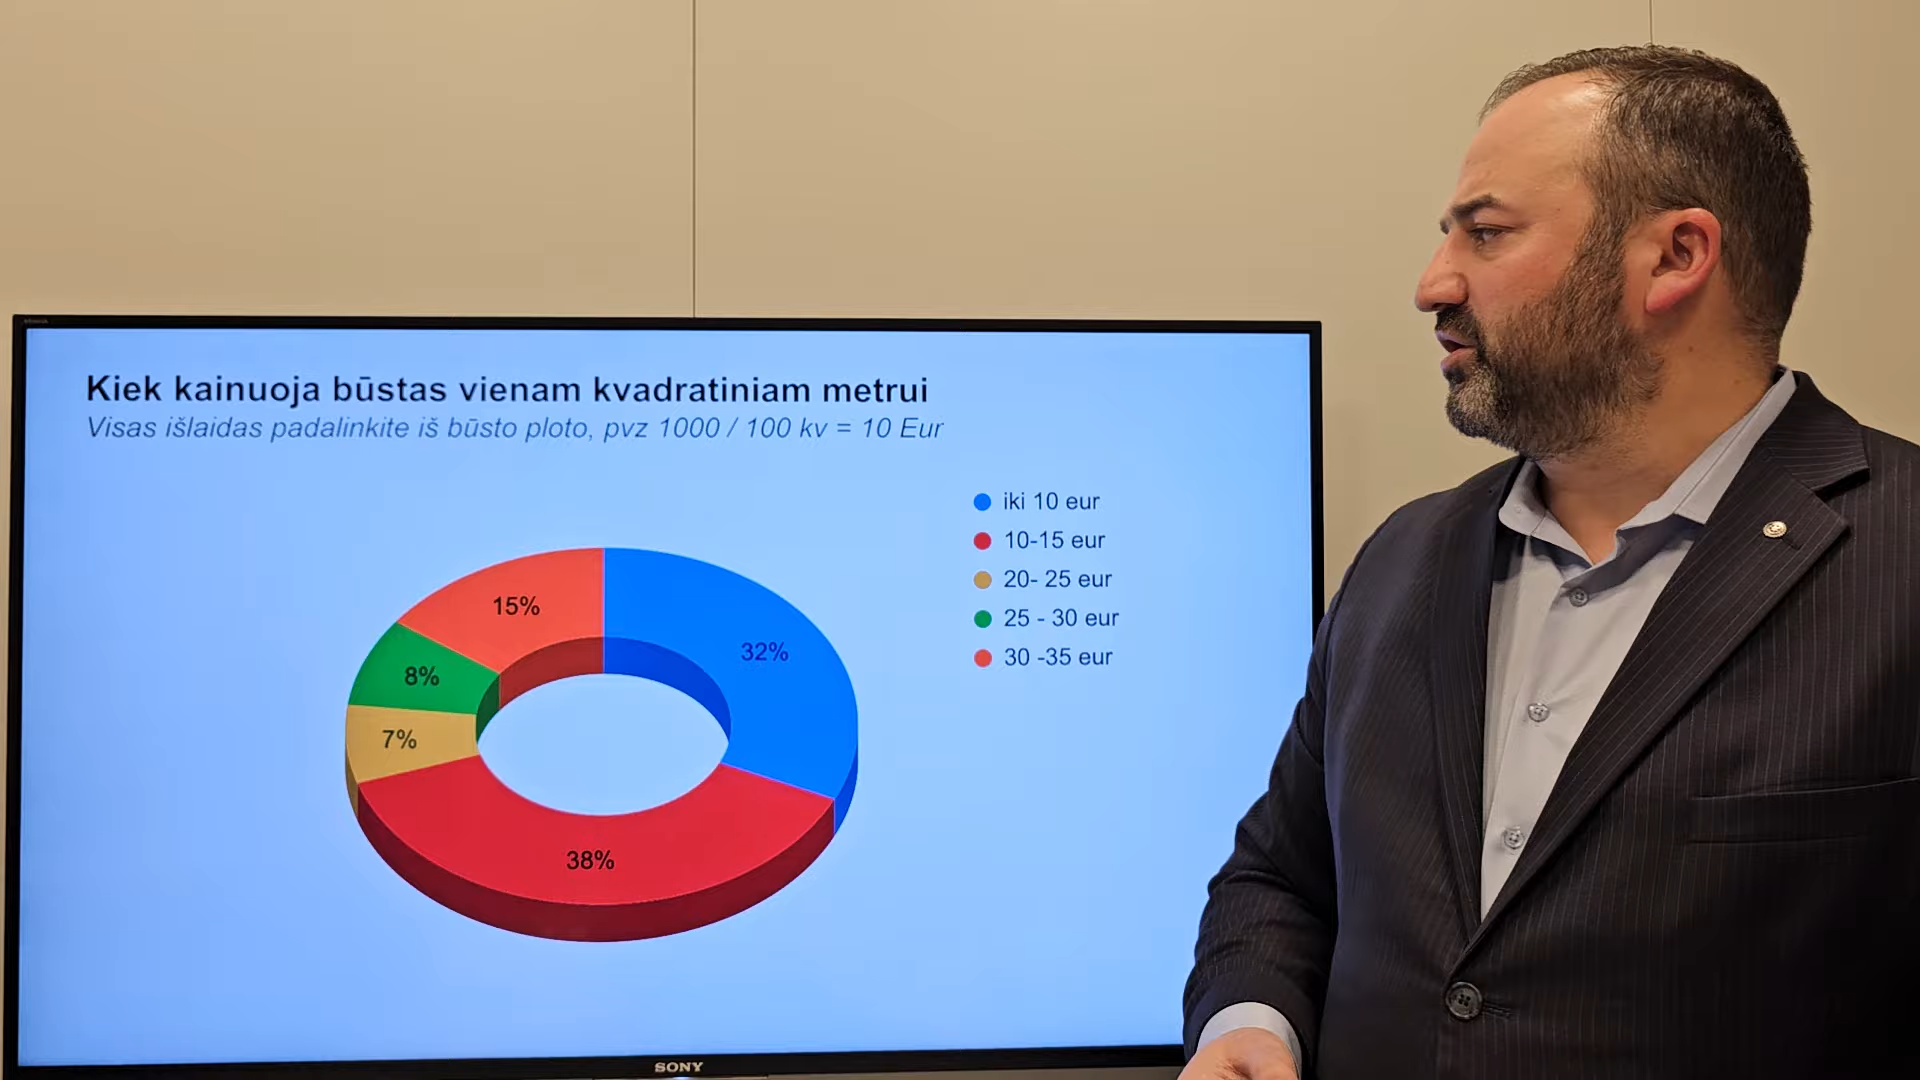 Kiek kainuoja būstas vienam kvadratiniam metrui
Visas išlaidas padalinkite iš būsto ploto, pvz 1000 / 100 kv = 10 Eur
iki 10 eur
10-15 eur
20- 25 eur
25 - 30 eur
30 -35 eur
15%
32%
8%
7%
38%
SONY